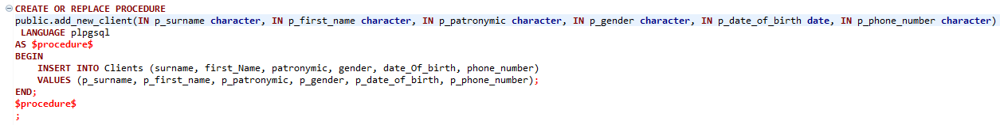 CREATE OR REPLACE PROCEDURE
public.add_new_client(IN p_surname character, IN p_first_name character, IN p_patronymic character, IN p_gender character, IN p_date_of_birth date, IN p_phone_number character)
LANGUAGE plpgsql
AS $procedure$
BEGIN
INSERT INTO Clients (surname, first_Name, patronymic, gender, date_Of_birth, phone_number)
VALUES (p_surname, p_first_name, p_patronymic, p_gender, p_date_of_birth, p_phone_number);
END;
$procedure$
;